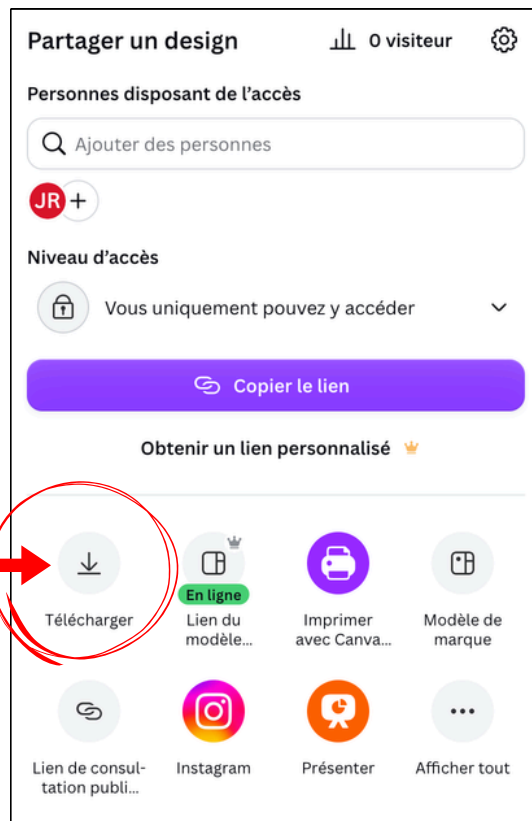 Partager un design
0 visiteur
Personnes disposant de l’accès
Ajouter des personnes
JR +
Niveau d’accès
Vous uniquement pouvez y accéder
Copier le lien
Obtenir un lien personnalisé
En ligne
Télécharger
Lien du
modèle...
Imprimer
avec Canva...
Modèle de
marque
Lien de consul-
tation publi...
Instagram
Présenter
Afficher tout